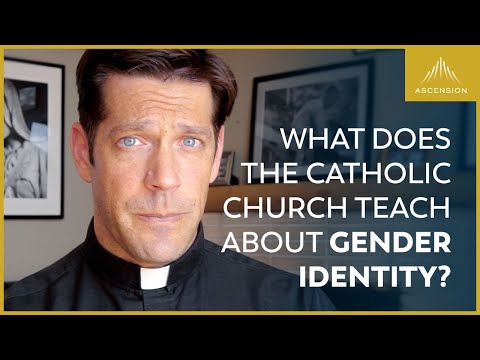 ASCENSION
WHAT DOES
THE CATHOLIC
CHURCH TEACH
ABOUT GENDER
IDENTITY?